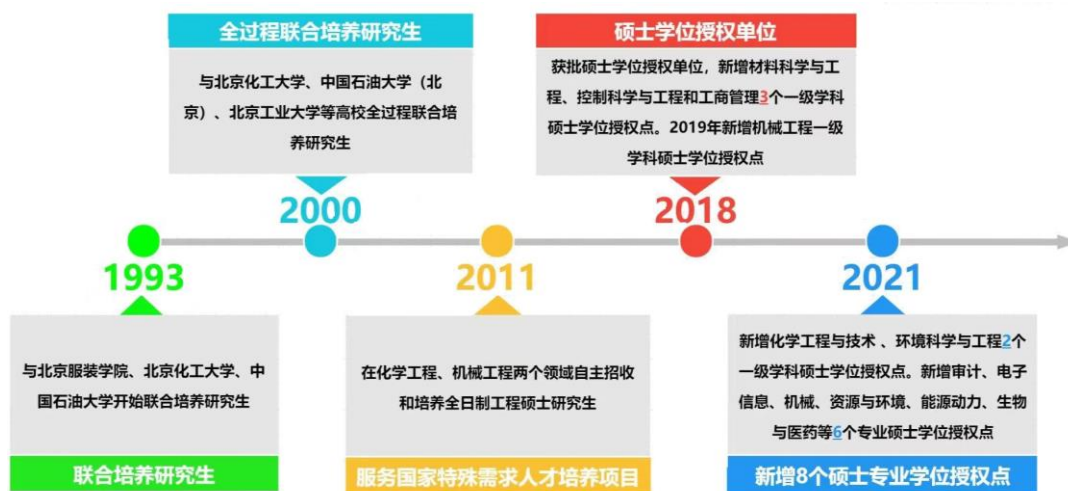 全过程联合培养研究生
与北京化工大学、中国石油大学（北
京）、北京工业大学等高校全过程联合培
养研究生
2000
硕士学位授权单位
获批硕士学位授权单位，新增材料科学与工
程、控制科学与工程和工商管理3个一级学科
硕士学位授权点。2019年新增机械工程一级
学科硕士学位授权点
2018
1993
与北京服装学院、北京化工大学、中
国石油大学开始联合培养研究生
联合培养研究生
2011
在化学工程、机械工程两个领域自主招收
和培养全日制工程硕士研究生
服务国家特殊需求人才培养项目
2021
新增化学工程与技术 、环境科学与工程2个
一级学科硕士学位授权点。新增审计、电子
信息、机械、资源与环境、能源动力、生物
与医药等6个专业硕士学位授权点
新增8个硕士专业学位授权点